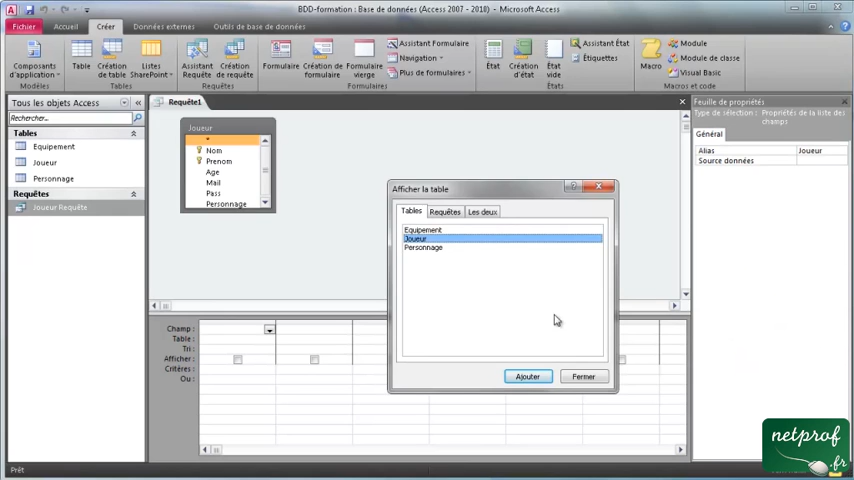 BDD-formation : Base de données (Access 2007 - 2010) - Microsoft Access
Fichier Accueil Créer Données externes Outils de base de données
Composants d'application
Table
Création de table
Listes SharePoint
Assistant Requête
Création de requête
Formulaire
Création de formulaire
Formulaire vierge
Assistant Formulaire
Navigation
Plus de formulaires
État
Création d'état
État vide
Assistant État
Étiquettes
Macro
Module
Module de classe
Visual Basic
Modèles Tables Requêtes Formulaires États Macros et code
Tous les objets Access
Rechercher...
Tables
Equipement
Joueur
Personnage
Requêtes
Joueur Requête
Requête1
Joueur
*
Nom
Prenom
Age
Mail
Pass
Personnage
Afficher la table
Tables Requêtes Les deux
Equipement
Joueur
Personnage
Ajouter Fermer
Champ :
Table :
Tri :
Afficher :
Critères :
Ou :
Feuille de propriétés
Type de sélection : Propriétés de la liste des champs
Général
Alias Joueur
Source données
Prêt
netprof
.fr